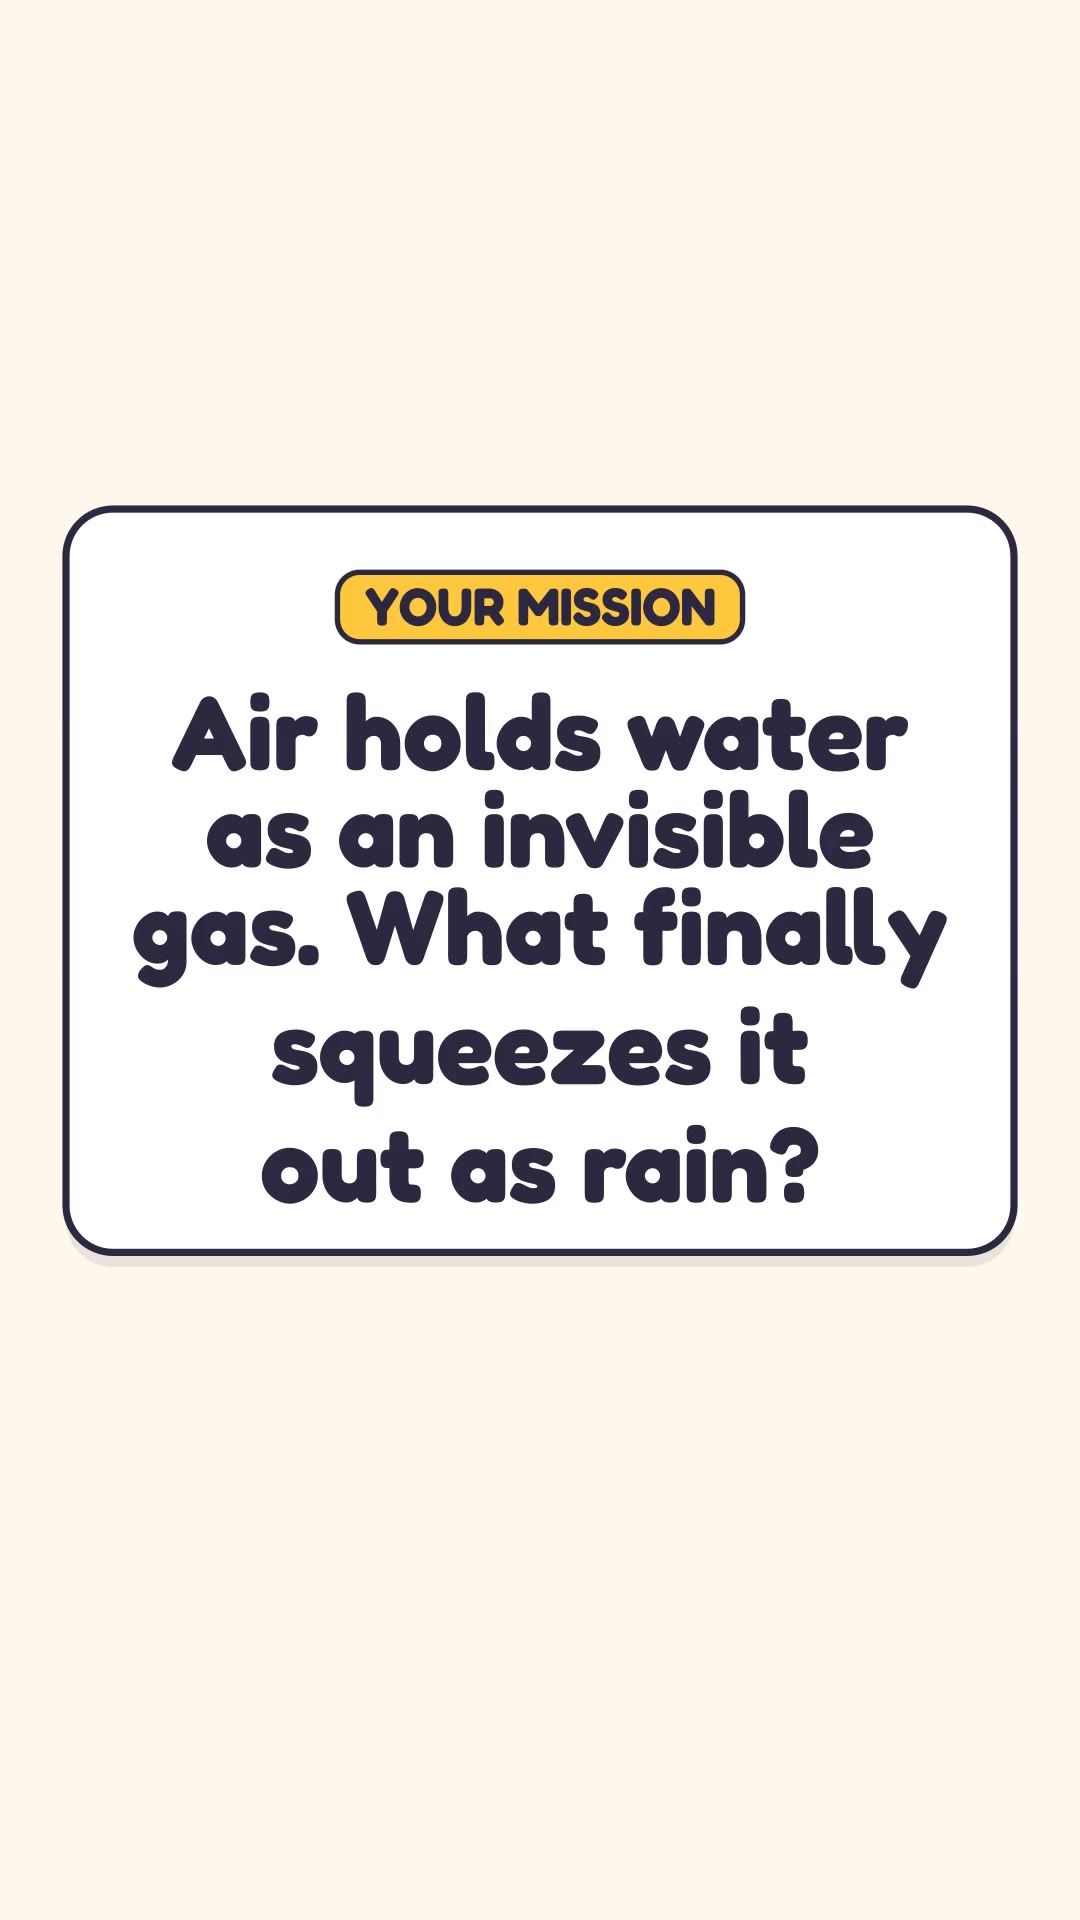 YOUR MISSION
Air holds water
as an invisible
gas. What finally
squeezes it
out as rain?